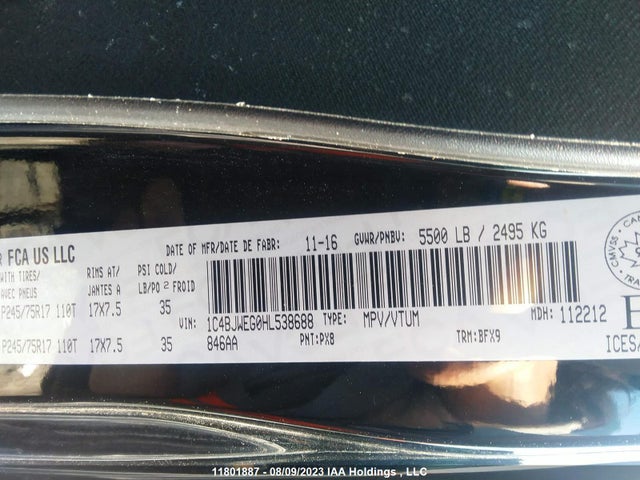 R FCA US LLC
DATE OF MFR/DATE DE FABR: 11-16 GVWR/PNBV: 5500 LB / 2495 KG
WITH TIRES/ RIMS AT/ PSI COLD/
AVEC PNEUS JANTES A LB/PO 2 FROID
P245/75R17 110T 17X7.5 35
VIN: 1C4BJWEG0HL538688 TYPE: MPV/VTUM MDH: 112212
P245/75R17 110T 17X7.5 35 846AA PNT:PX8 TRM:BFX9
CMVSS
ICES/
11801887 - 08/09/2023 IAA Holdings , LLC